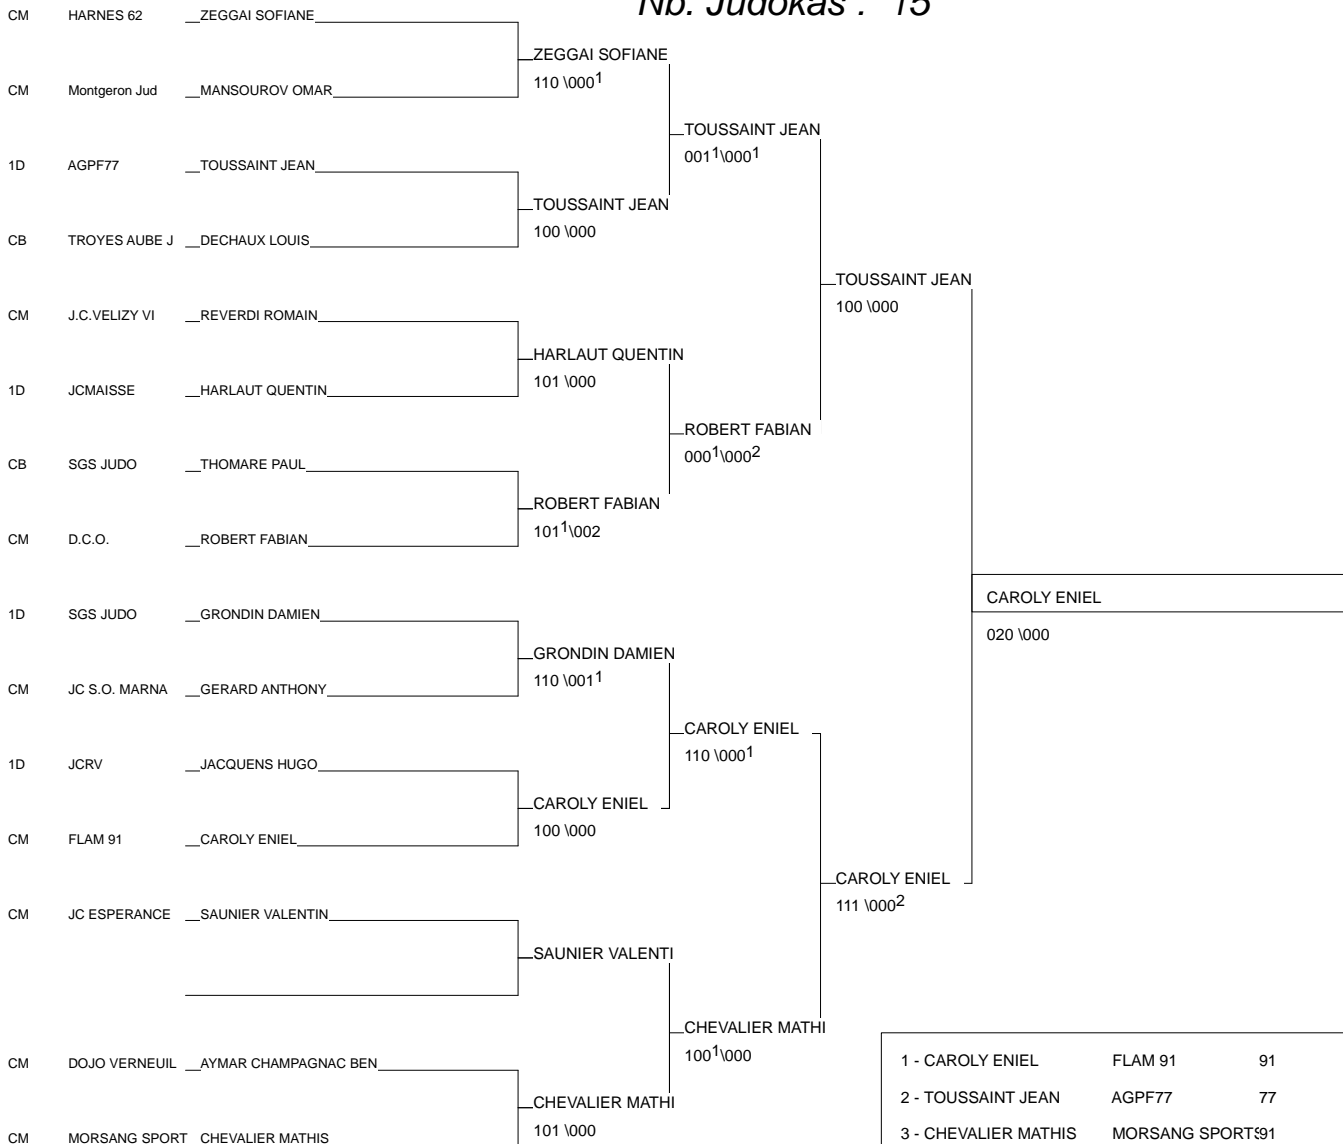 Nb. Judokas : 15
CM HARNES 62 ZEGGAI SOFIANE
ZEGGAI SOFIANE
110 \000¹
CM Montgeron Jud MANSOUROV OMAR
TOUSSAINT JEAN
001¹\000¹
1D AGPF77 TOUSSAINT JEAN
TOUSSAINT JEAN
100 \000
CB TROYES AUBE J DECHAUX LOUIS
TOUSSAINT JEAN
100 \000
CM J.C.VELIZY VI REVERDI ROMAIN
HARLAUT QUENTIN
101 \000
1D JCMAISSE HARLAUT QUENTIN
ROBERT FABIAN
000¹\000²
CB SGS JUDO THOMARE PAUL
ROBERT FABIAN
101¹\002
CM D.C.O. ROBERT FABIAN
CAROLY ENIEL
020 \000
1D SGS JUDO GRONDIN DAMIEN
GRONDIN DAMIEN
110 \001¹
CM JC S.O. MARNA GERARD ANTHONY
CAROLY ENIEL
110 \000¹
1D JCRV JACQUENS HUGO
CAROLY ENIEL
100 \000
CM FLAM 91 CAROLY ENIEL
CAROLY ENIEL
111 \000²
CM JC ESPERANCE SAUNIER VALENTIN
SAUNIER VALENTI
CHEVALIER MATHI
100¹\000
CM DOJO VERNEUIL AYMAR CHAMPAGNAC BEN
CHEVALIER MATHI
101 \000
CM MORSANG SPORT CHEVALIER MATHIS
1 - CAROLY ENIEL FLAM 91 91
2 - TOUSSAINT JEAN AGPF77 77
3 - CHEVALIER MATHIS MORSANG SPORTS 91